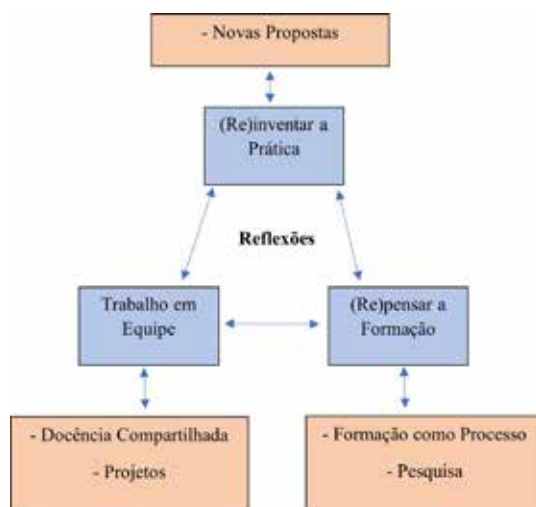 - Novas Propostas
(Re)inventar a
Prática
Reflexões
Trabalho em
Equipe
(Re)pensar a
Formação
- Docência Compartilhada
- Projetos
- Formação como Processo
- Pesquisa